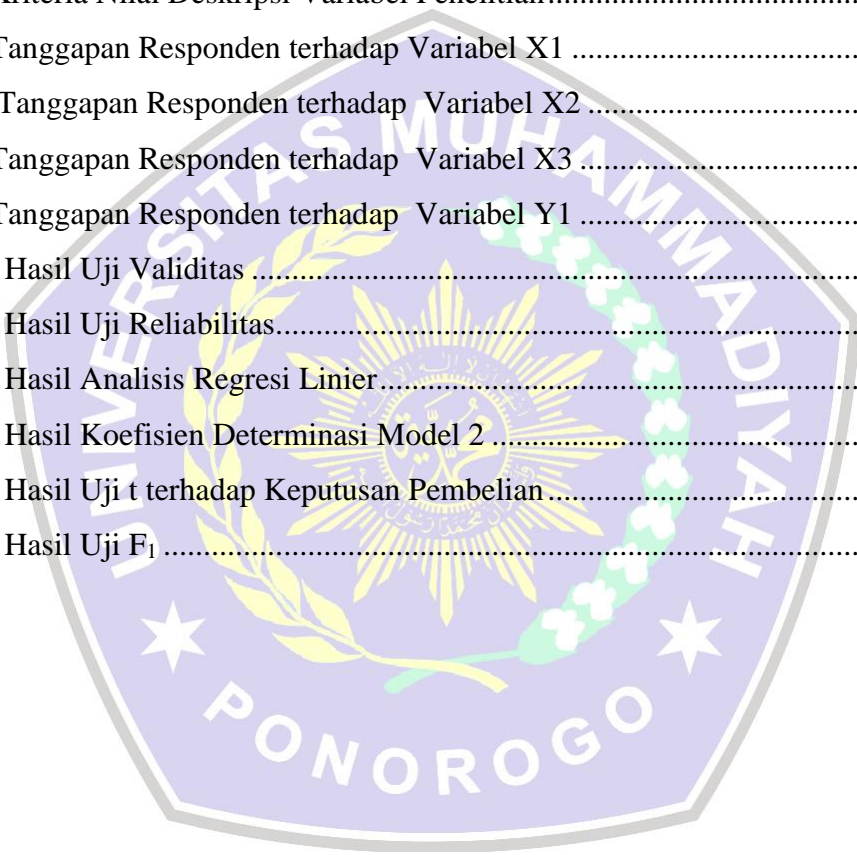 Kriteria Nilai Deskripsi Variabel Penelitian
Tanggapan Responden terhadap Variabel X1
Tanggapan Responden terhadap Variabel X2
Tanggapan Responden terhadap Variabel X3
Tanggapan Responden terhadap Variabel Y1
Hasil Uji Validitas
Hasil Uji Reliabilitas
Hasil Analisis Regresi Linier
Hasil Koefisien Determinasi Model 2
Hasil Uji t terhadap Keputusan Pembelian
Hasil Uji F₁
UNIVERSITAS MUHAMMADIYAH
PONOROGO